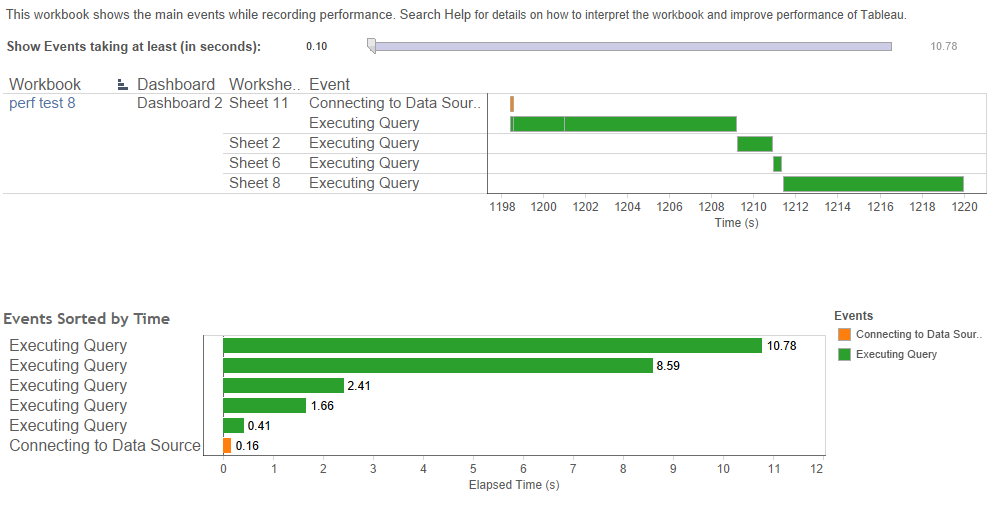 This workbook shows the main events while recording performance. Search Help for details on how to interpret the workbook and improve performance of Tableau.
Show Events taking at least (in seconds): 0.10 10.78
Workbook Dashboard Workshe.. Event
perf test 8 Dashboard 2 Sheet 11 Connecting to Data Sour..
Executing Query
Sheet 2 Executing Query
Sheet 6 Executing Query
Sheet 8 Executing Query
1198 1200 1202 1204 1206 1208 1210 1212 1214 1216 1218 1220
Time (s)
Events Sorted by Time
Executing Query 10.78
Executing Query 8.59
Executing Query 2.41
Executing Query 1.66
Executing Query 0.41
Connecting to Data Source 0.16
0 1 2 3 4 5 6 7 8 9 10 11 12
Elapsed Time (s)
Events
Connecting to Data Sour..
Executing Query